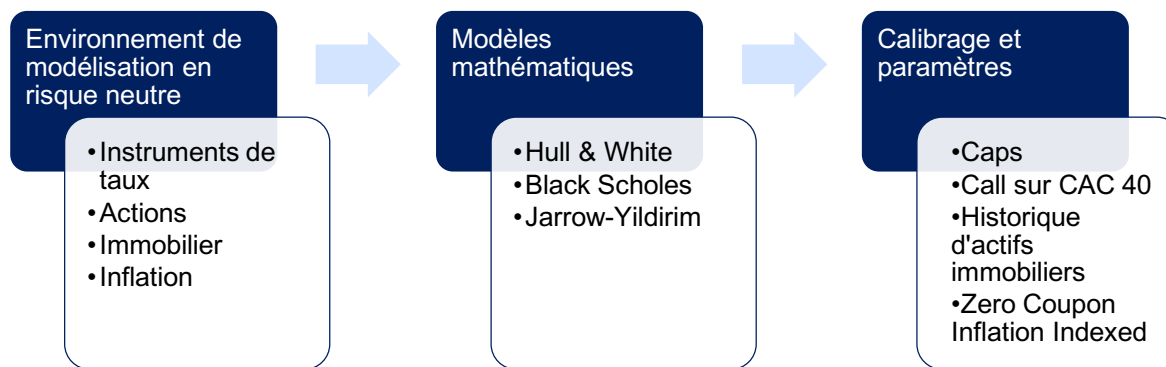 Environnement de
modélisation en
risque neutre
•Instruments de
taux
•Actions
•Immobilier
•Inflation
Modèles
mathématiques
•Hull & White
•Black Scholes
•Jarrow-Yildirim
Calibrage et
paramètres
•Caps
•Call sur CAC 40
•Historique
d'actifs
immobiliers
•Zero Coupon
Inflation Indexed